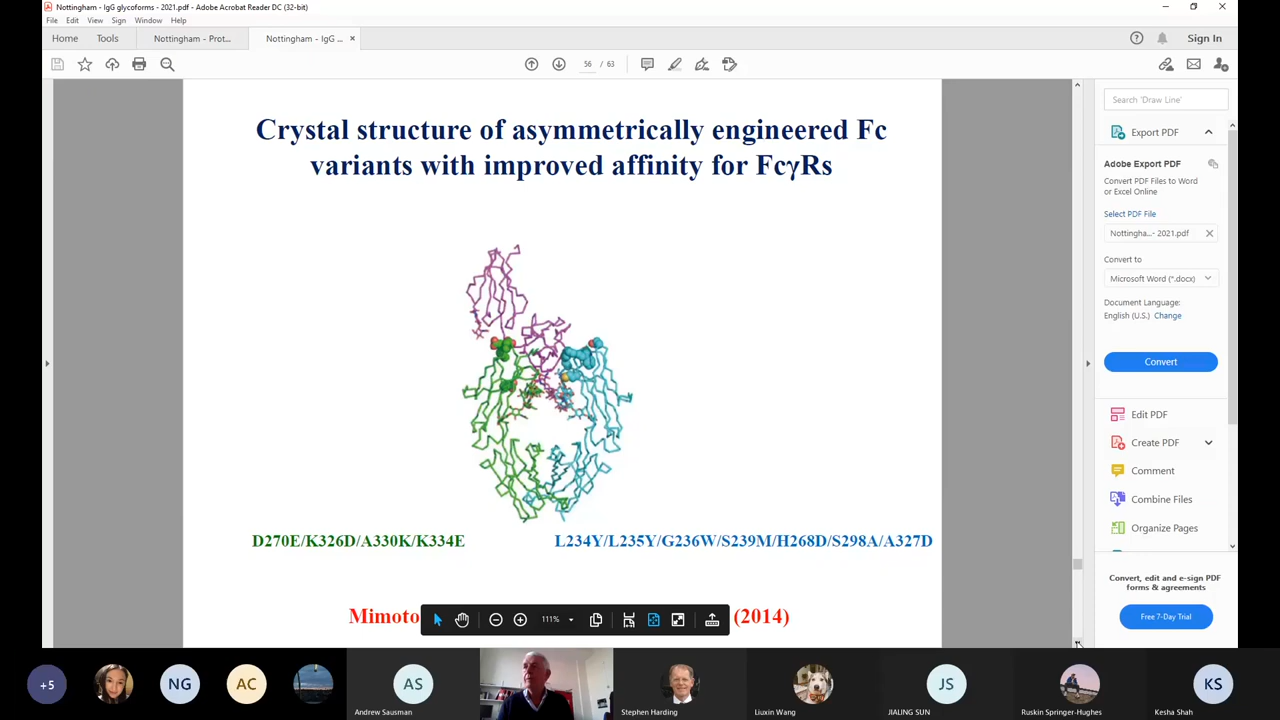 Nottingham - IgG glycoforms - 2021.pdf - Adobe Acrobat Reader DC (32-bit)
File Edit View Sign Window Help
Home Tools Nottingham - Prot... Nottingham - IgG ... × Sign In
56 / 63
Search 'Draw Line'
Crystal structure of asymmetrically engineered Fc
variants with improved affinity for FcγRs
D270E/K326D/A330K/K334E
L234Y/L235Y/G236W/S239M/H268D/S298A/A327D
Mimoto
(2014)
111%
Export PDF
Adobe Export PDF
Convert PDF Files to Word
or Excel Online
Select PDF File
Nottingha...- 2021.pdf
Convert to
Microsoft Word (*.docx)
Document Language:
English (U.S.) Change
Convert
Edit PDF
Create PDF
Comment
Combine Files
Organize Pages
Convert, edit and e-sign PDF
forms & agreements
Free 7-Day Trial
+5
NG
AC
AS
Andrew Sausman
Stephen Harding
Liuxin Wang
JS
JIALING SUN
Ruskin Springer-Hughes
KS
Kesha Shah